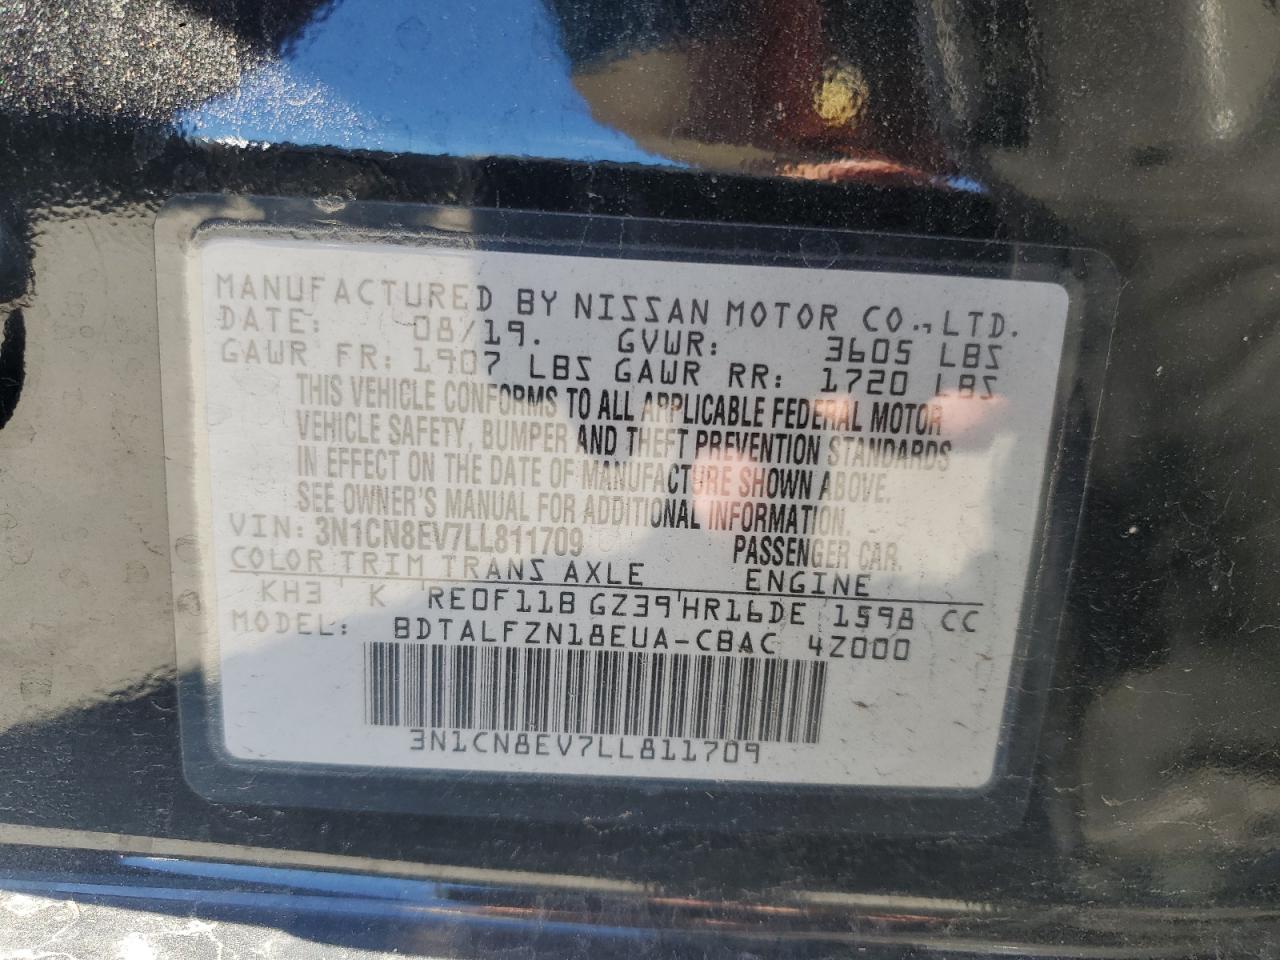 MANUFACTURED BY NISSAN MOTOR CO.,LTD.
DATE: 08/19. GVWR: 3605 LBS
GAWR FR: 1907 LBS GAWR RR: 1720 LBS
THIS VEHICLE CONFORMS TO ALL APPLICABLE FEDERAL MOTOR
VEHICLE SAFETY, BUMPER AND THEFT PREVENTION STANDARDS
IN EFFECT ON THE DATE OF MANUFACTURE SHOWN ABOVE.
SEE OWNER'S MANUAL FOR ADDITIONAL INFORMATION.
VIN: 3N1CN8EV7LL811709 PASSENGER CAR.
COLOR TRIM TRANS AXLE ENGINE
KH3 K RE0F11B GZ39 HR16DE 1598 CC
MODEL: BDTALFZN18EUA-CBAC 4Z000
3N1CN8EV7LL811709